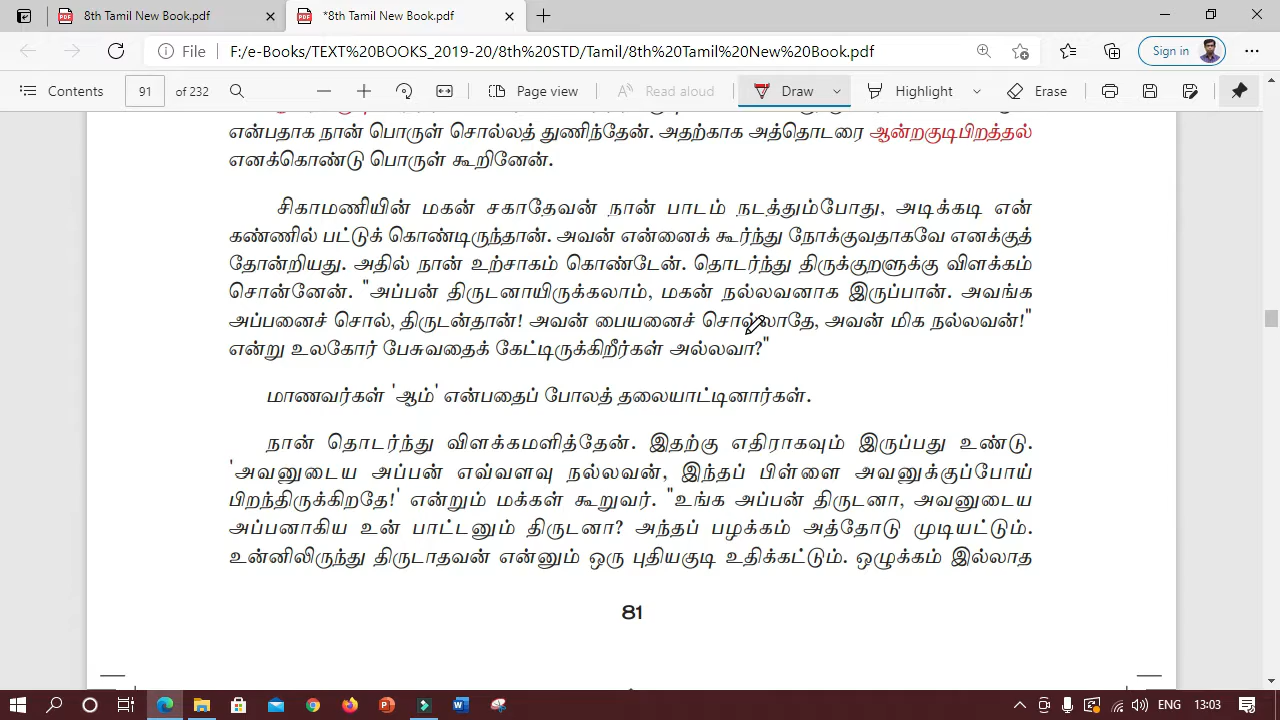 8th Tamil New Book.pdf
*8th Tamil New Book.pdf
File
F:/e-Books/TEXT%20BOOKS_2019-20/8th%20STD/Tamil/8th%20Tamil%20New%20Book.pdf
Sign in
Contents
91 of 232
Page view
Read aloud
Draw
Highlight
Erase
என்பதாக நான் பொருள் சொல்லத் துணிந்தேன். அதற்காக அத்தொடரை ஆன்றகுடிபிறத்தல்
எனக்கொண்டு பொருள் கூறினேன்.
சிகாமணியின் மகன் சகாதேவன் நான் பாடம் நடத்தும்போது, அடிக்கடி என்
கண்ணில் பட்டுக் கொண்டிருந்தான். அவன் என்னைக் கூர்ந்து நோக்குவதாகவே எனக்குத்
தோன்றியது. அதில் நான் உற்சாகம் கொண்டேன். தொடர்ந்து திருக்குறளுக்கு விளக்கம்
சொன்னேன். "அப்பன் திருடனாயிருக்கலாம், மகன் நல்லவனாக இருப்பான். அவங்க
அப்பனைச் சொல், திருடன்தான்! அவன் பையனைச் சொல்லாதே, அவன் மிக நல்லவன்!"
என்று உலகோர் பேசுவதைக் கேட்டிருக்கிறீர்கள் அல்லவா?"
மாணவர்கள் 'ஆம்' என்பதைப் போலத் தலையாட்டினார்கள்.
நான் தொடர்ந்து விளக்கமளித்தேன். இதற்கு எதிராகவும் இருப்பது உண்டு.
'அவனுடைய அப்பன் எவ்வளவு நல்லவன், இந்தப் பிள்ளை அவனுக்குப்போய்
பிறந்திருக்கிறதே!' என்றும் மக்கள் கூறுவர். "உங்க அப்பன் திருடனா, அவனுடைய
அப்பனாகிய உன் பாட்டனும் திருடனா? அந்தப் பழக்கம் அத்தோடு முடியட்டும்.
உன்னிலிருந்து திருடாதவன் என்னும் ஒரு புதியகுடி உதிக்கட்டும். ஒழுக்கம் இல்லாத
81
ENG
13:03